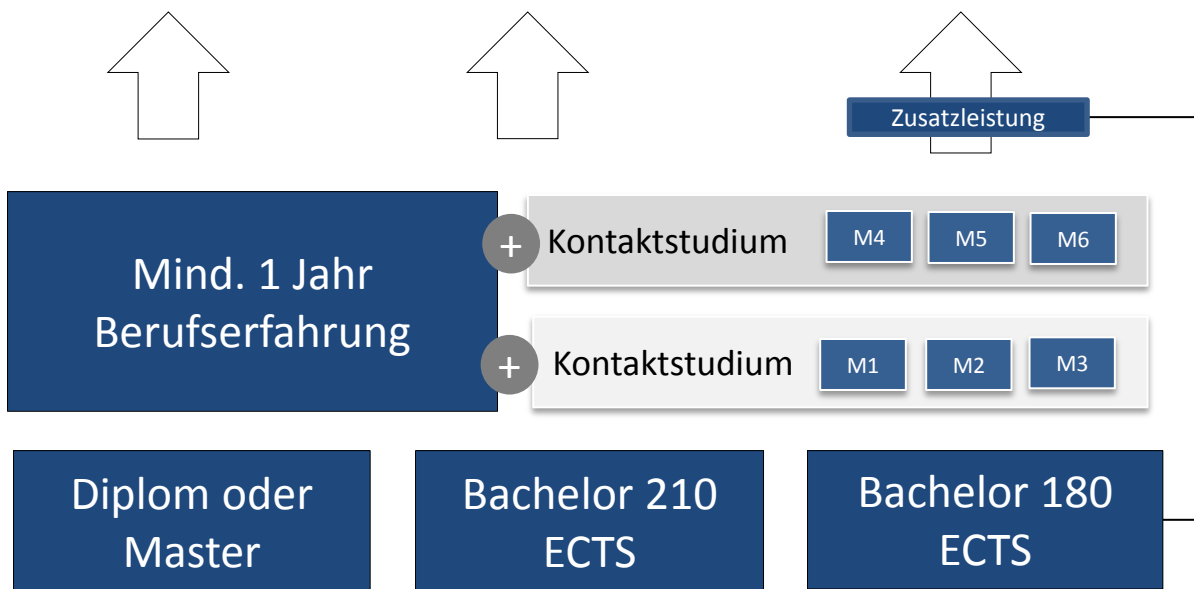 Zusatzleistung
Mind. 1 Jahr
Berufserfahrung
+ Kontaktstudium M4 M5 M6
+ Kontaktstudium M1 M2 M3
Diplom oder
Master
Bachelor 210
ECTS
Bachelor 180
ECTS